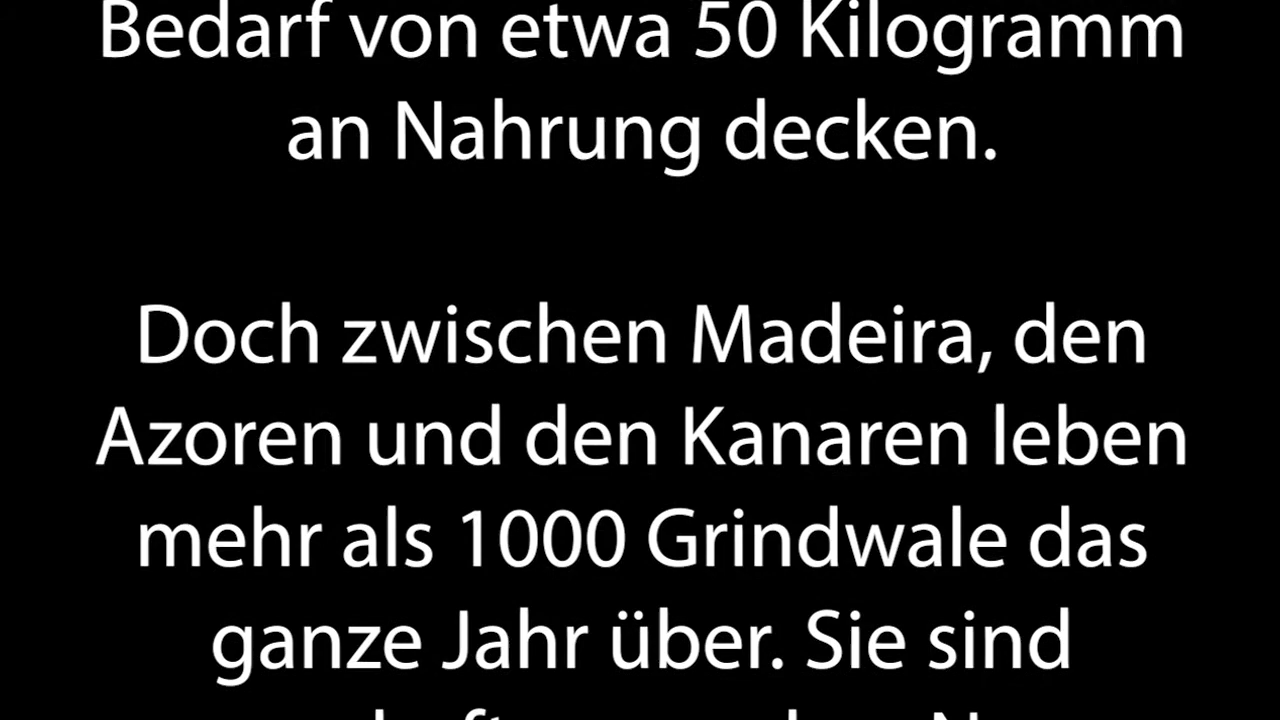 Bedarf von etwa 50 Kilogramm
an Nahrung decken.
Doch zwischen Madeira, den
Azoren und den Kanaren leben
mehr als 1000 Grindwale das
ganze Jahr über. Sie sind